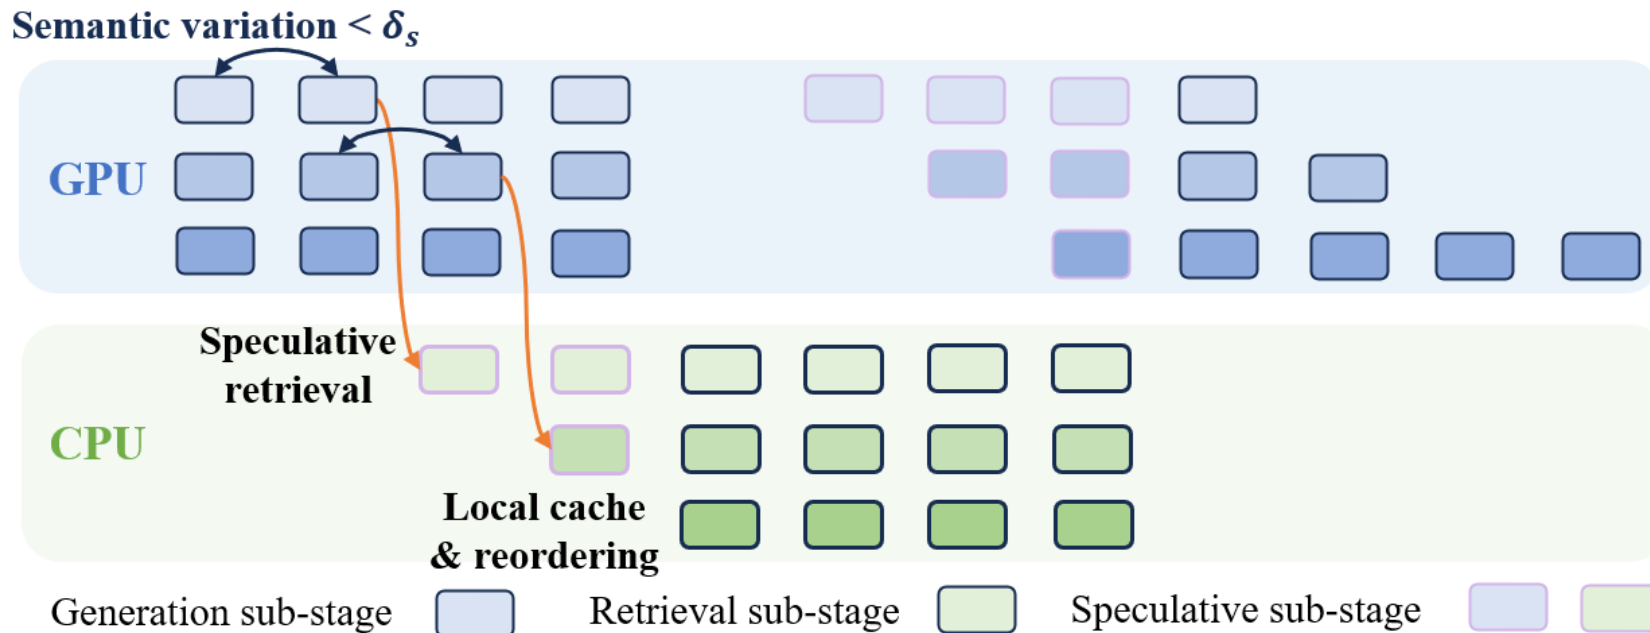 Semantic variation < δₛ
GPU
Speculative
retrieval
CPU
Local cache
& reordering
Generation sub-stage
Retrieval sub-stage
Speculative sub-stage